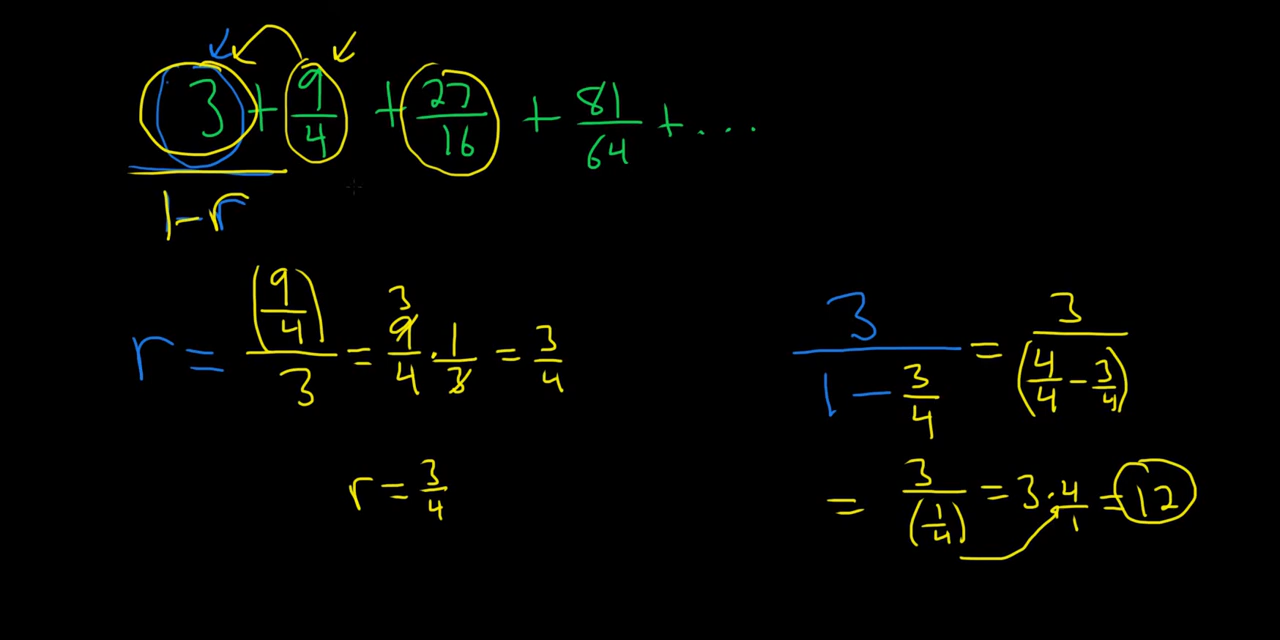 3 + 9/4 + 27/16 + 81/64 + ...
1 - r
r = (9/4)/3 = 9/4 · 1/3 = 3/4
3
r = 3/4
3/(1 - 3/4) = 3/(4/4 - 3/4)
= 3/(1/4) = 3 · 4/1 = 12